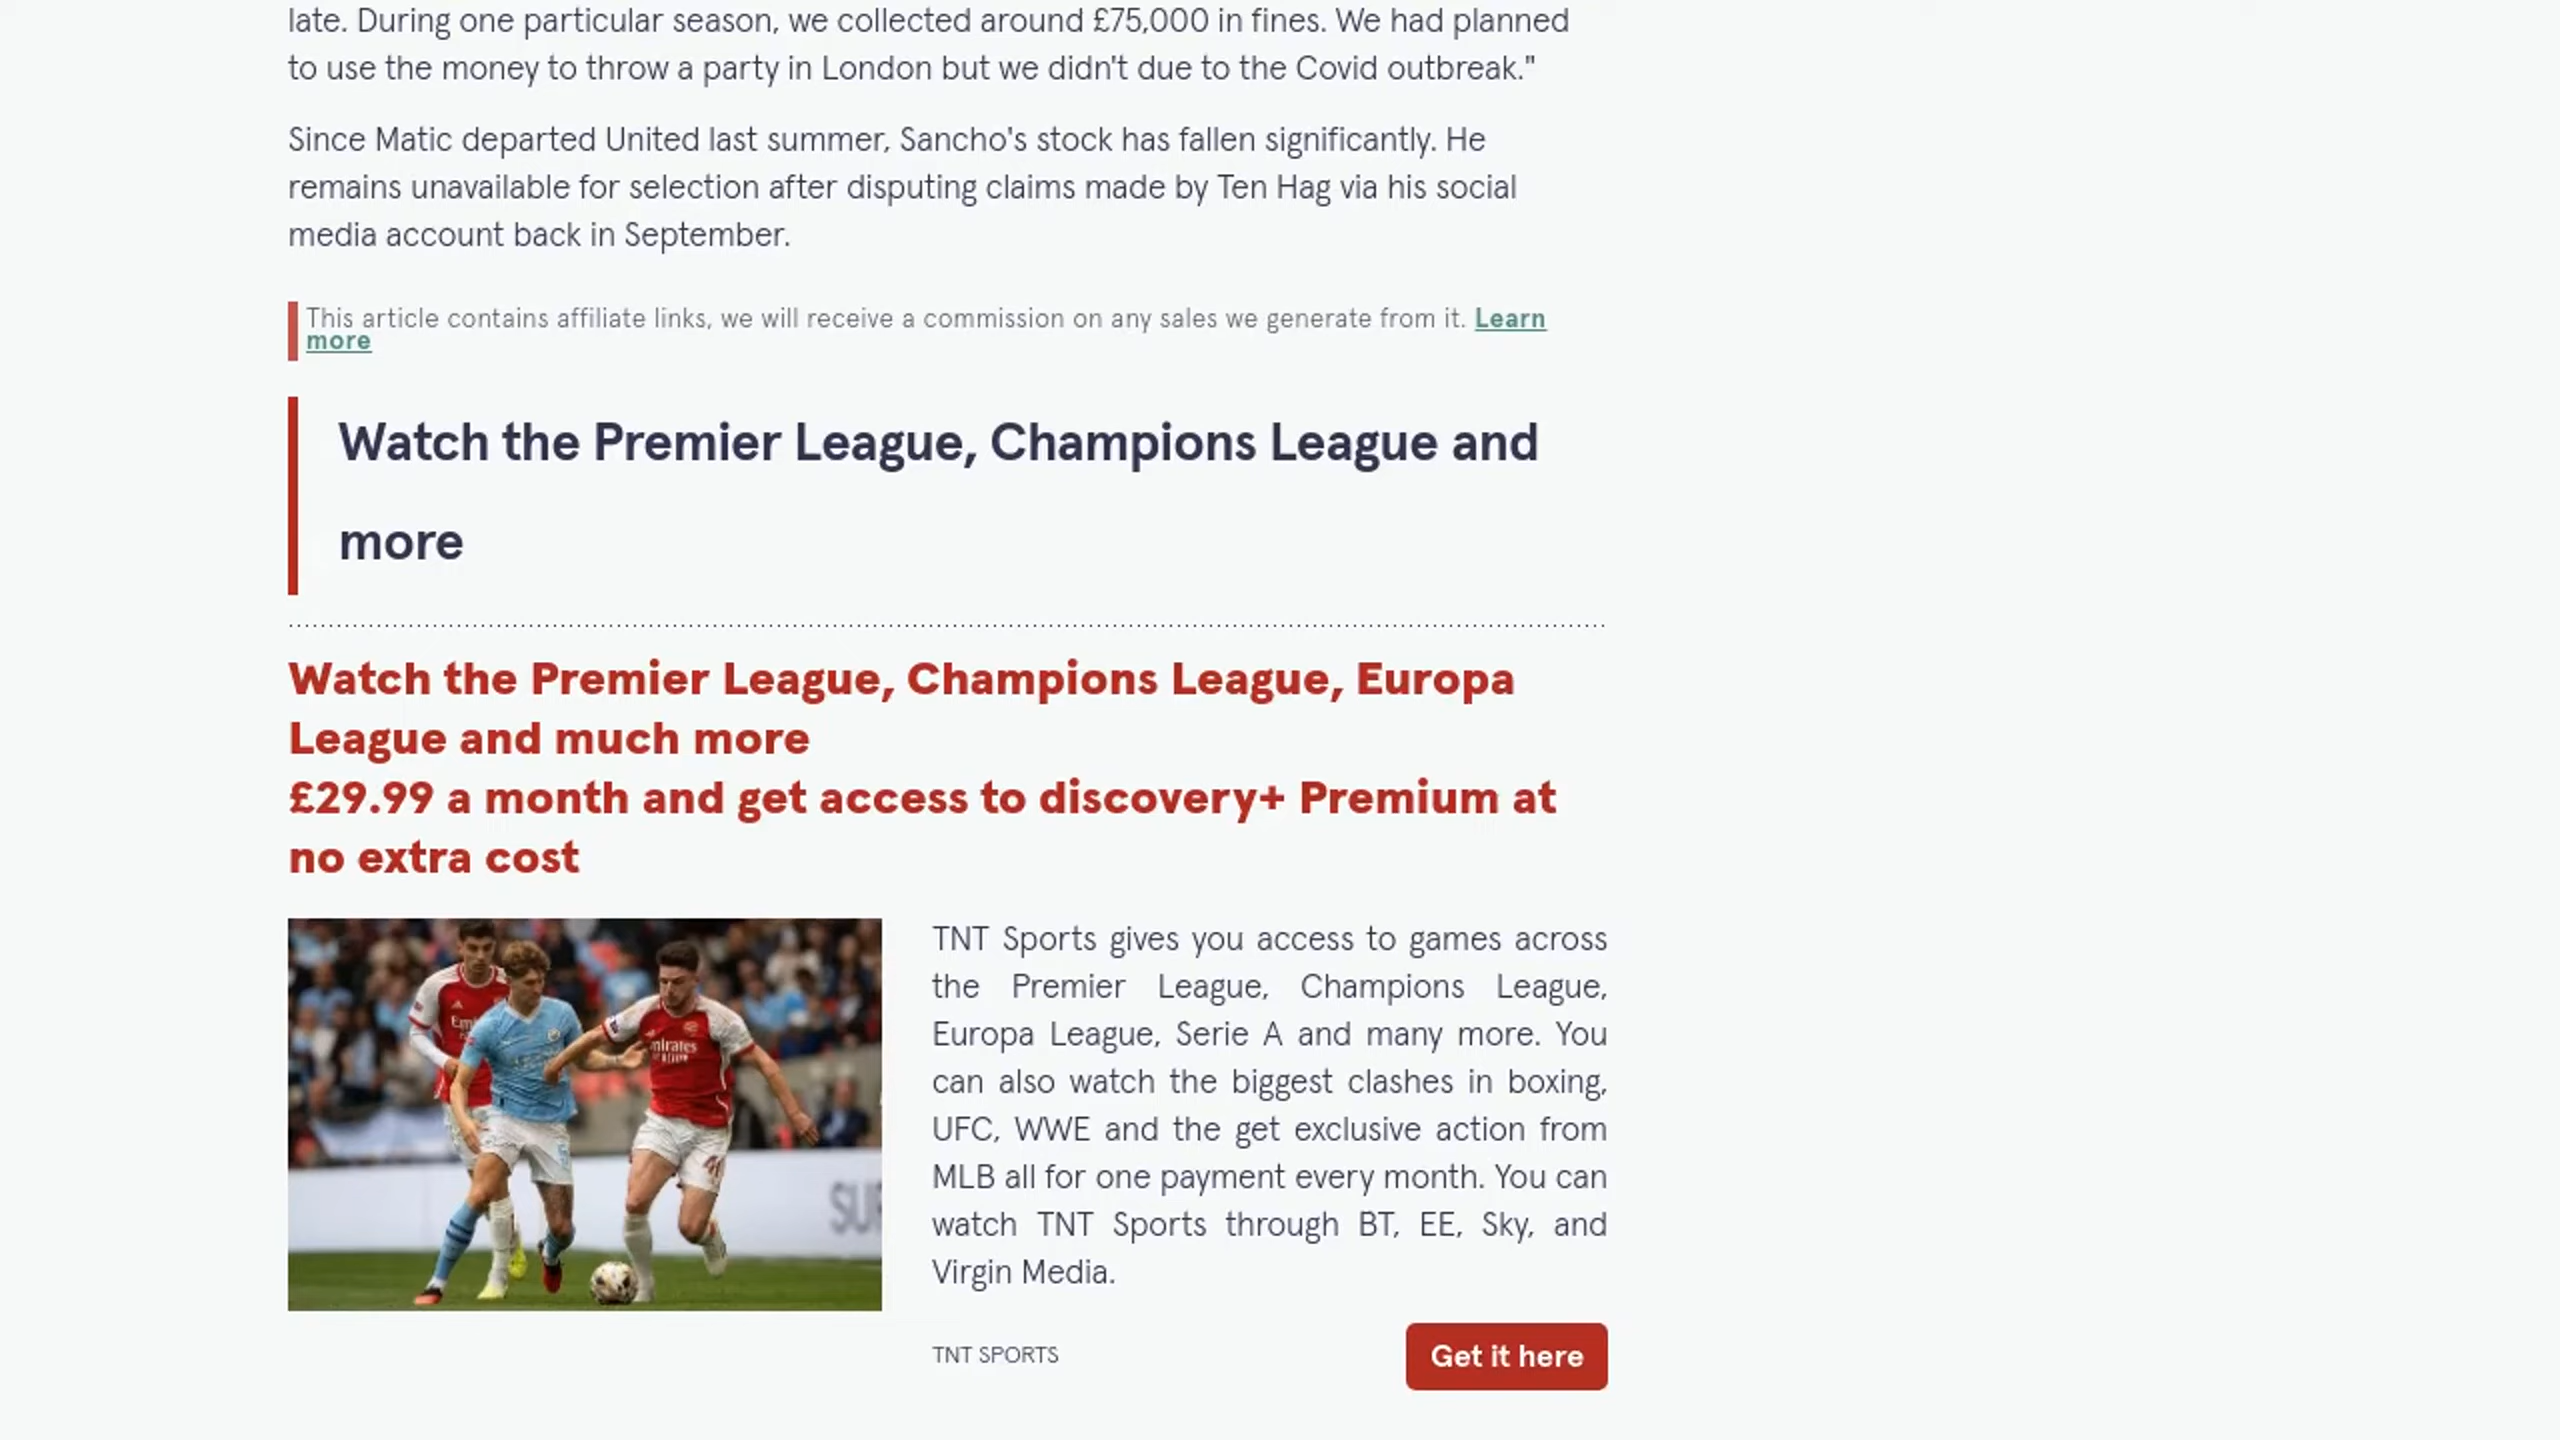 late. During one particular season, we collected around £75,000 in fines. We had planned
to use the money to throw a party in London but we didn't due to the Covid outbreak."
Since Matic departed United last summer, Sancho's stock has fallen significantly. He
remains unavailable for selection after disputing claims made by Ten Hag via his social
media account back in September.
This article contains affiliate links, we will receive a commission on any sales we generate from it. Learn
more
Watch the Premier League, Champions League and
more
Watch the Premier League, Champions League, Europa
League and much more
£29.99 a month and get access to discovery+ Premium at
no extra cost
TNT Sports gives you access to games across
the Premier League, Champions League,
Europa League, Serie A and many more. You
can also watch the biggest clashes in boxing,
UFC, WWE and the get exclusive action from
MLB all for one payment every month. You can
watch TNT Sports through BT, EE, Sky, and
Virgin Media.
TNT SPORTS
Get it here